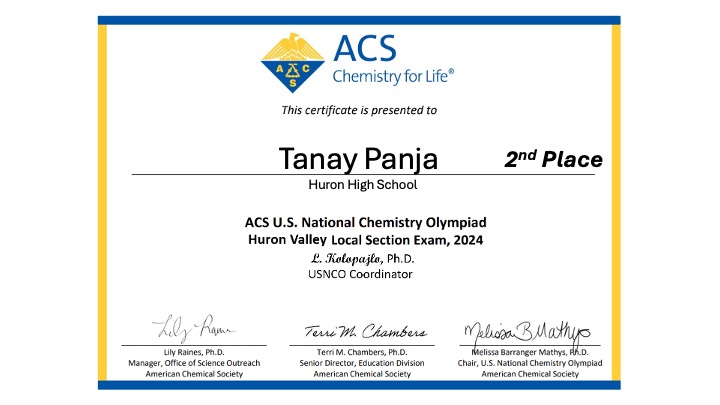 ACS
Chemistry for Life®
A C S
This certificate is presented to
Tanay Panja
2nd Place
Huron High School
ACS U.S. National Chemistry Olympiad
Huron Valley Local Section Exam, 2024
L. Kolopajlo, Ph.D.
USNCO Coordinator
Lily Raines
Terri M. Chambers
Melissa B Mathys
Lily Raines, Ph.D.
Manager, Office of Science Outreach
American Chemical Society
Terri M. Chambers, Ph.D.
Senior Director, Education Division
American Chemical Society
Melissa Barranger Mathys, Ph.D.
Chair, U.S. National Chemistry Olympiad
American Chemical Society